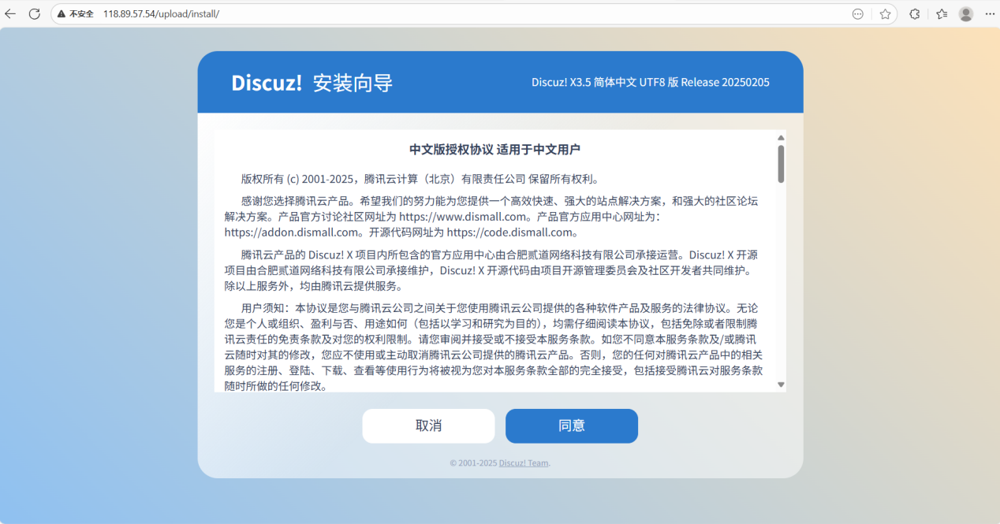 不安全 118.89.57.54/upload/install/
Discuz! 安装向导
Discuz! X3.5 简体中文 UTF8 版 Release 20250205
中文版授权协议 适用于中文用户
版权所有 (c) 2001-2025，腾讯云计算（北京）有限责任公司 保留所有权利。
感谢您选择腾讯云产品。希望我们的努力能为您提供一个高效快速、强大的站点解决方案，和强大的社区论坛
解决方案。产品官方讨论社区网址为 https://www.dismall.com。产品官方应用中心网址为：
https://addon.dismall.com。开源代码网址为 https://code.dismall.com。
腾讯云产品的 Discuz! X 项目内所包含的官方应用中心由合肥贰道网络科技有限公司承接运营。Discuz! X 开源
项目由合肥贰道网络科技有限公司承接维护，Discuz! X 开源代码由项目开源管理委员会及社区开发者共同维护。
除以上服务外，均由腾讯云提供服务。
用户须知：本协议是您与腾讯云公司之间关于您使用腾讯云公司提供的各种软件产品及服务的法律协议。无论
您是个人或组织、盈利与否、用途如何（包括以学习和研究为目的），均需仔细阅读本协议，包括免除或者限制腾
讯云责任的免责条款及对您的权利限制。请您审阅并接受或不接受本服务条款。如您不同意本服务条款及/或腾讯
云随时对其的修改，您应不使用或主动取消腾讯云公司提供的腾讯云产品。否则，您的任何对腾讯云产品中的相关
服务的注册、登陆、下载、查看等使用行为将被视为您对本服务条款全部的完全接受，包括接受腾讯云对服务条款
随时所做的任何修改。
取消
同意
© 2001-2025 Discuz! Team.